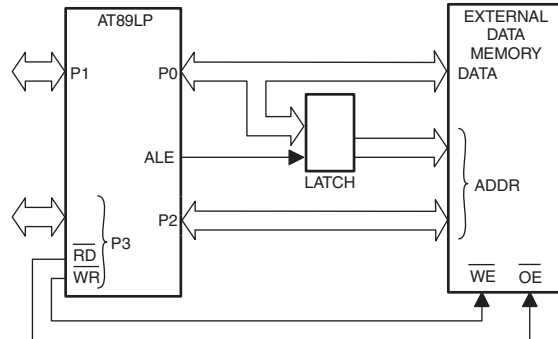 AT89LP
EXTERNAL
DATA
MEMORY
P1
P0
DATA
ALE
LATCH
ADDR
P2
P3
RD
WR
WE
OE